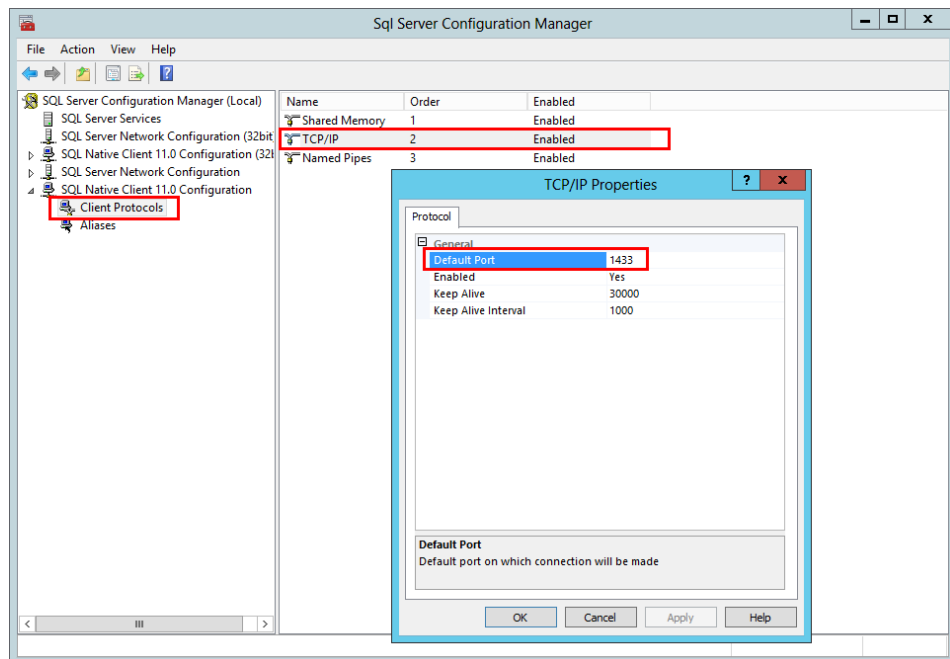 Sql Server Configuration Manager
File Action View Help
SQL Server Configuration Manager (Local)
SQL Server Services
SQL Server Network Configuration (32bit
SQL Native Client 11.0 Configuration (32b
SQL Server Network Configuration
SQL Native Client 11.0 Configuration
Client Protocols
Aliases
Name Order Enabled
Shared Memory 1 Enabled
TCP/IP 2 Enabled
Named Pipes 3 Enabled
TCP/IP Properties
? x
Protocol
General
Default Port 1433
Enabled Yes
Keep Alive 30000
Keep Alive Interval 1000
Default Port
Default port on which connection will be made
OK Cancel Apply Help